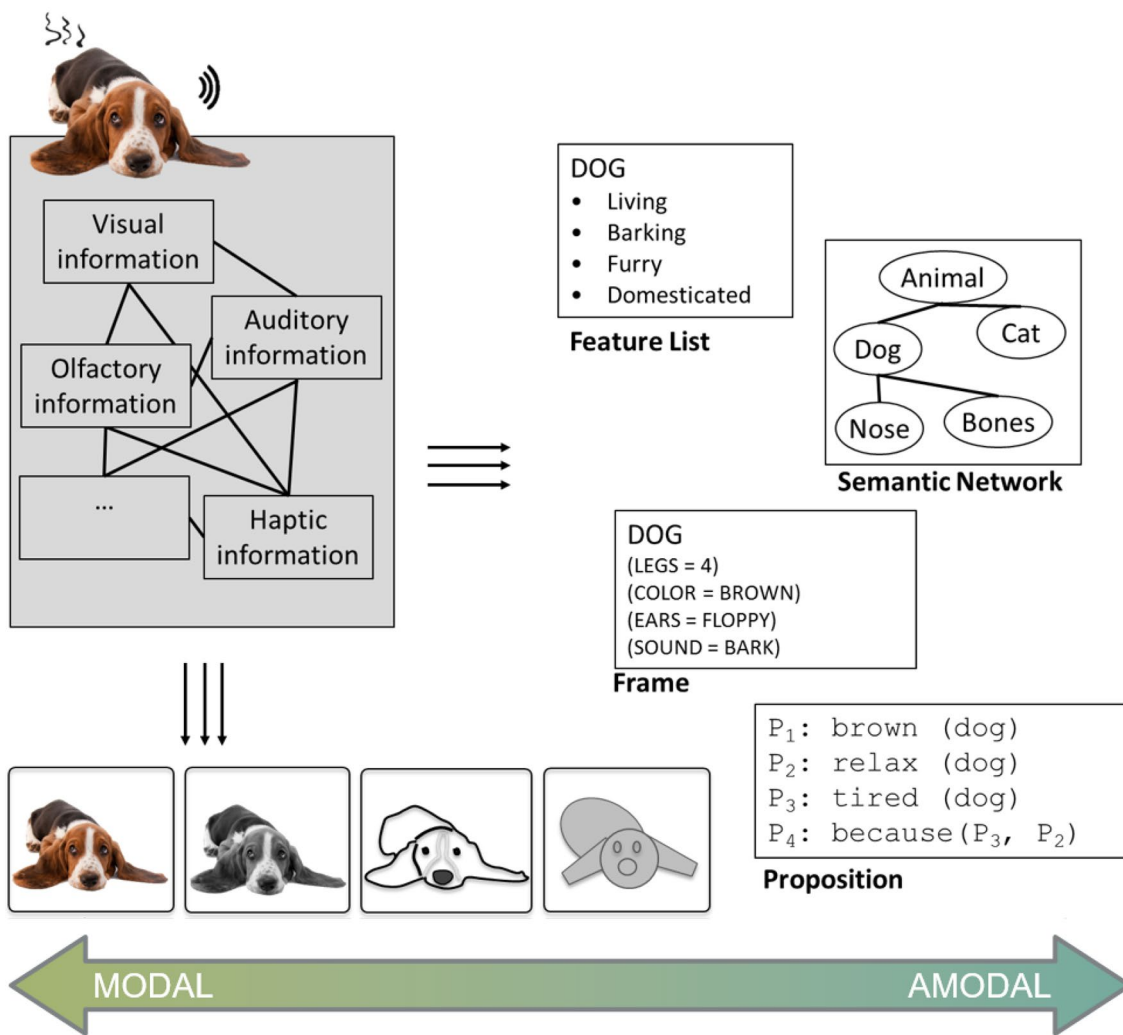 Visual
information
Auditory
information
Olfactory
information
...
Haptic
information
DOG
• Living
• Barking
• Furry
• Domesticated
Feature List
Animal
Dog
Cat
Nose
Bones
Semantic Network
DOG
(LEGS = 4)
(COLOR = BROWN)
(EARS = FLOPPY)
(SOUND = BARK)
Frame
P₁: brown (dog)
P₂: relax (dog)
P₃: tired (dog)
P₄: because(P₃, P₂)
Proposition
MODAL
AMODAL